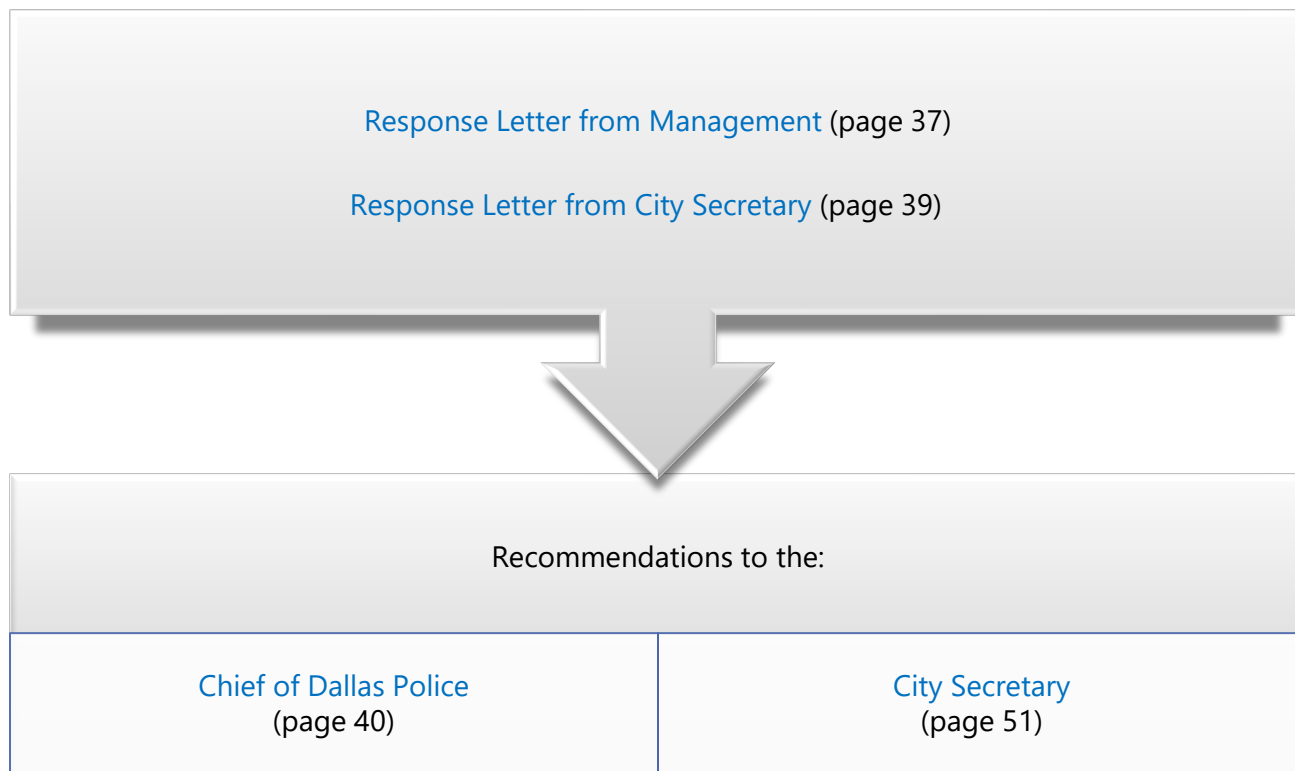 Response Letter from Management (page 37)
Response Letter from City Secretary (page 39)
Recommendations to the:
Chief of Dallas Police
(page 40)
City Secretary
(page 51)